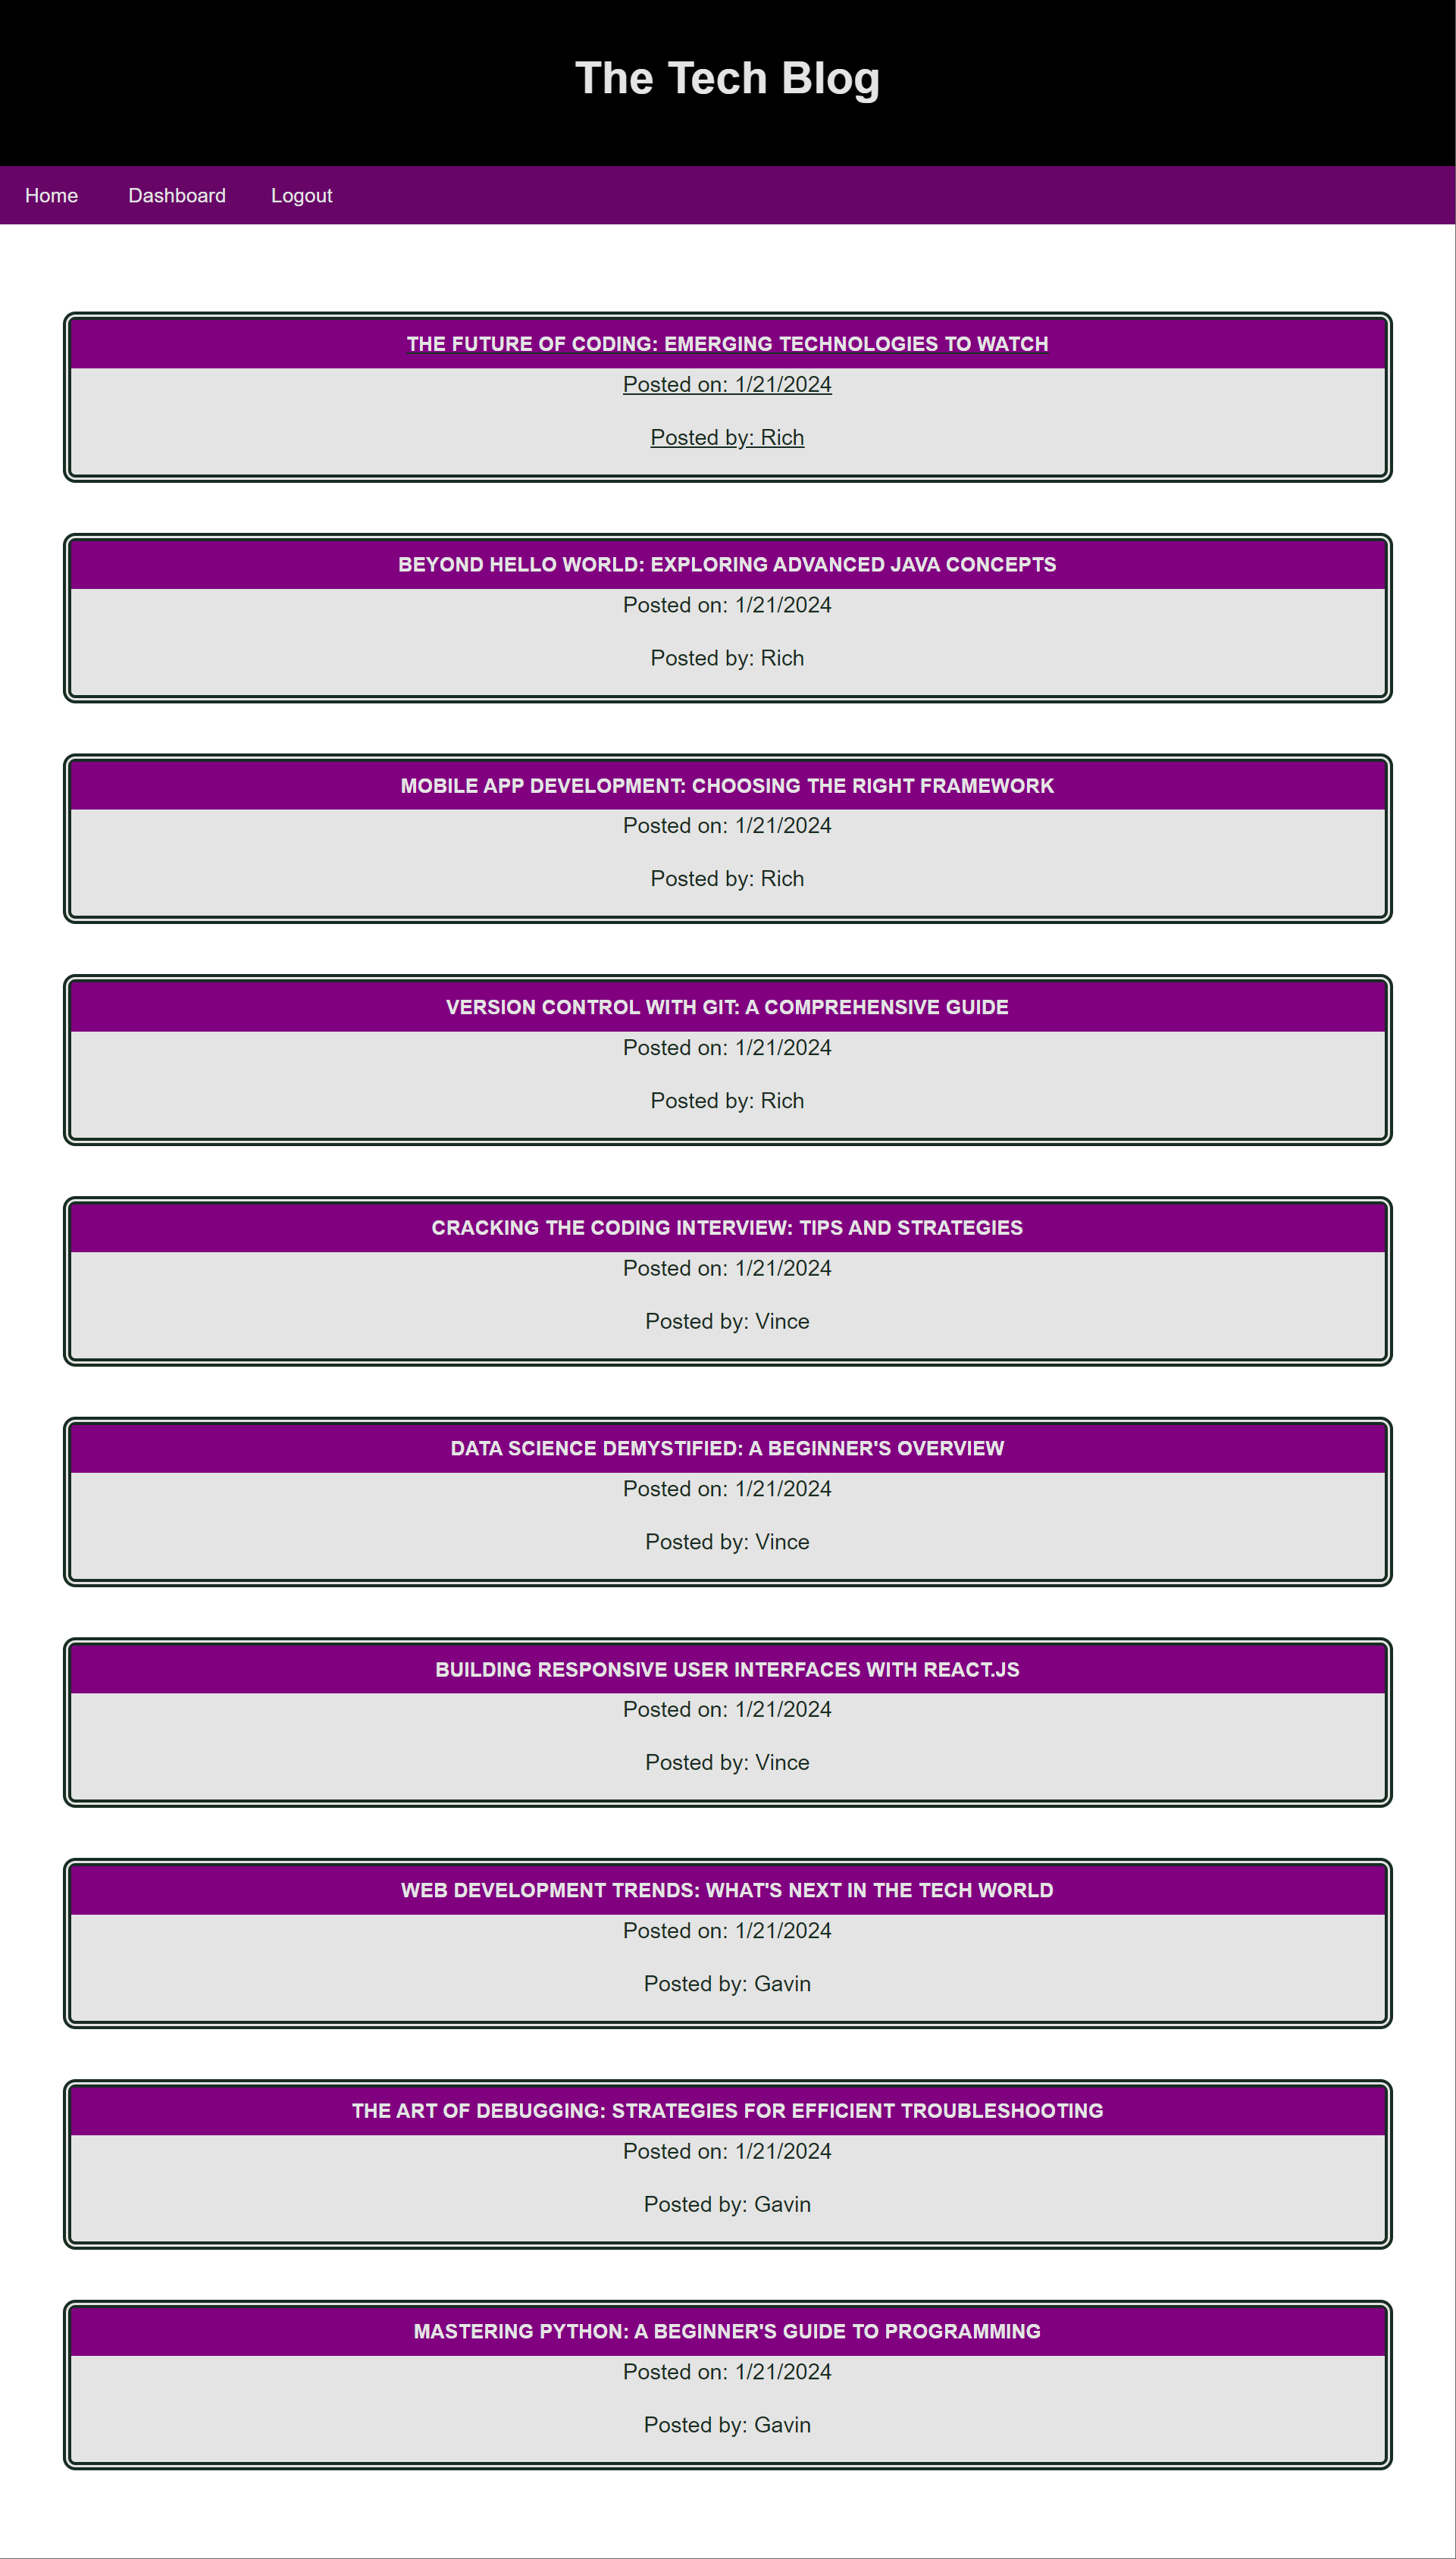 The Tech Blog
Home Dashboard Logout
THE FUTURE OF CODING: EMERGING TECHNOLOGIES TO WATCH
Posted on: 1/21/2024
Posted by: Rich
BEYOND HELLO WORLD: EXPLORING ADVANCED JAVA CONCEPTS
Posted on: 1/21/2024
Posted by: Rich
MOBILE APP DEVELOPMENT: CHOOSING THE RIGHT FRAMEWORK
Posted on: 1/21/2024
Posted by: Rich
VERSION CONTROL WITH GIT: A COMPREHENSIVE GUIDE
Posted on: 1/21/2024
Posted by: Rich
CRACKING THE CODING INTERVIEW: TIPS AND STRATEGIES
Posted on: 1/21/2024
Posted by: Vince
DATA SCIENCE DEMYSTIFIED: A BEGINNER'S OVERVIEW
Posted on: 1/21/2024
Posted by: Vince
BUILDING RESPONSIVE USER INTERFACES WITH REACT.JS
Posted on: 1/21/2024
Posted by: Vince
WEB DEVELOPMENT TRENDS: WHAT'S NEXT IN THE TECH WORLD
Posted on: 1/21/2024
Posted by: Gavin
THE ART OF DEBUGGING: STRATEGIES FOR EFFICIENT TROUBLESHOOTING
Posted on: 1/21/2024
Posted by: Gavin
MASTERING PYTHON: A BEGINNER'S GUIDE TO PROGRAMMING
Posted on: 1/21/2024
Posted by: Gavin